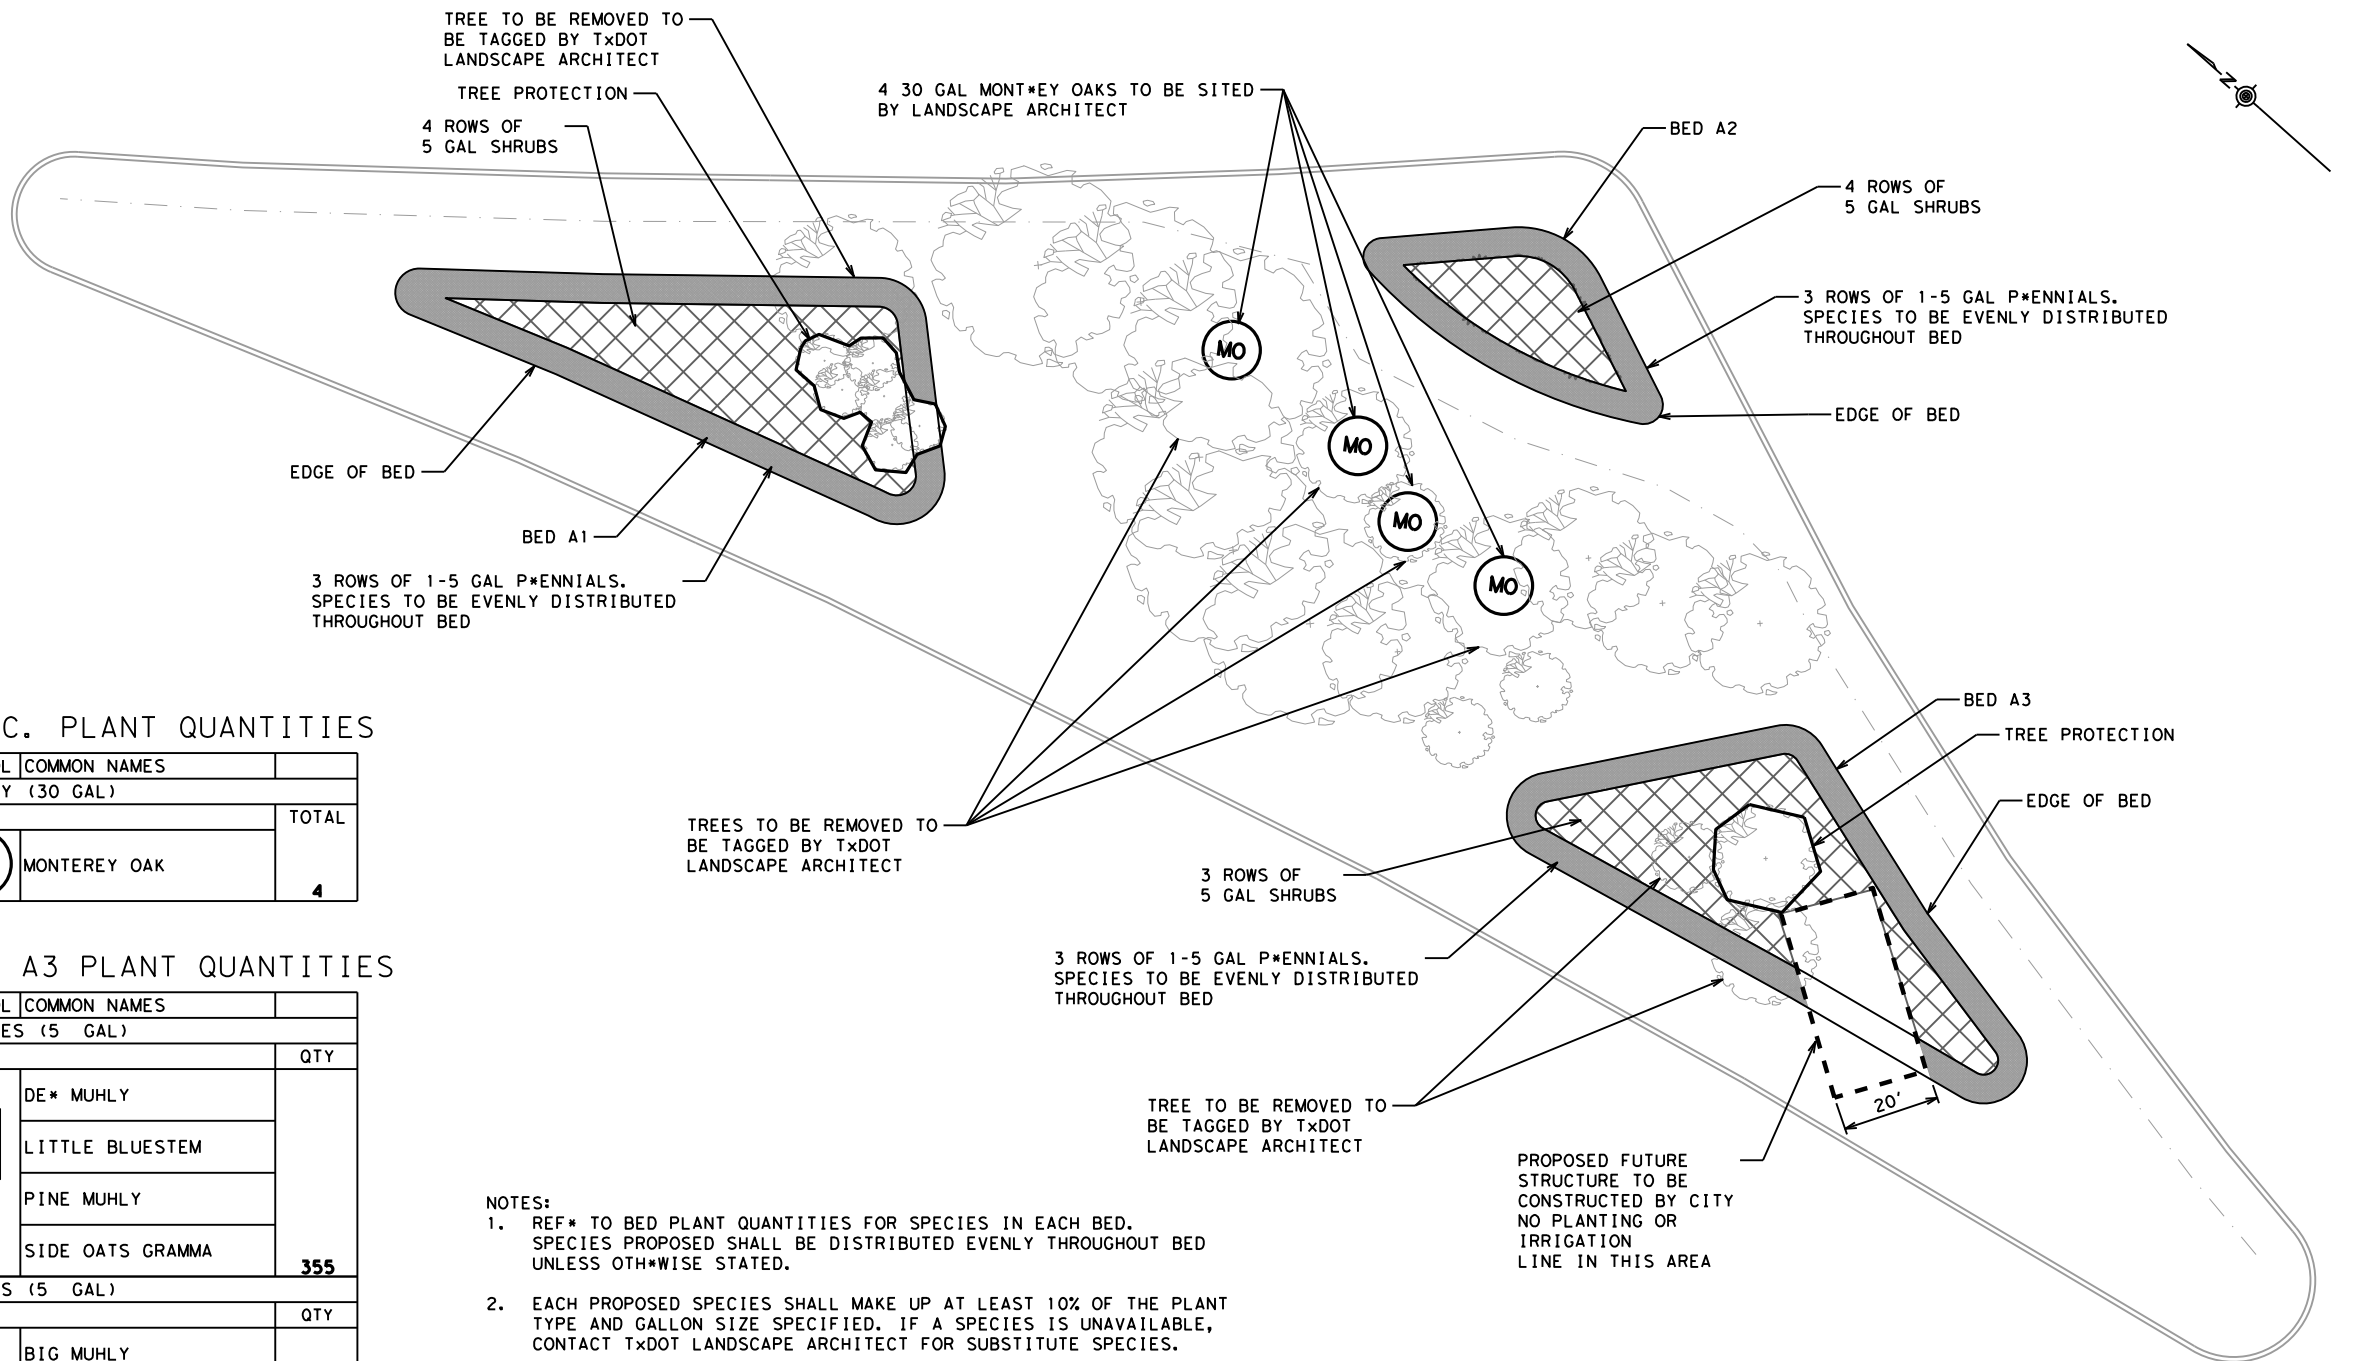 TREE TO BE REMOVED TO
BE TAGGED BY TxDOT
LANDSCAPE ARCHITECT
TREE PROTECTION
4 ROWS OF
5 GAL SHRUBS
4 30 GAL MONT*EY OAKS TO BE SITED
BY LANDSCAPE ARCHITECT
N
BED A2
4 ROWS OF
5 GAL SHRUBS
3 ROWS OF 1-5 GAL P*ENNIALS.
SPECIES TO BE EVENLY DISTRIBUTED
THROUGHOUT BED
EDGE OF BED
MO
MO
MO
MO
EDGE OF BED
BED A1
3 ROWS OF 1-5 GAL P*ENNIALS.
SPECIES TO BE EVENLY DISTRIBUTED
THROUGHOUT BED
BED A3
TREE PROTECTION
EDGE OF BED
TREES TO BE REMOVED TO
BE TAGGED BY TxDOT
LANDSCAPE ARCHITECT
3 ROWS OF
5 GAL SHRUBS
3 ROWS OF 1-5 GAL P*ENNIALS.
SPECIES TO BE EVENLY DISTRIBUTED
THROUGHOUT BED
TREE TO BE REMOVED TO
BE TAGGED BY TxDOT
LANDSCAPE ARCHITECT
20'
PROPOSED FUTURE
STRUCTURE TO BE
CONSTRUCTED BY CITY
NO PLANTING OR
IRRIGATION
LINE IN THIS AREA
C. PLANT QUANTITIES
OL COMMON NAMES
Y (30 GAL)
TOTAL
MONTEREY OAK
4
A3 PLANT QUANTITIES
OL COMMON NAMES
ES (5 GAL)
QTY
DE* MUHLY
LITTLE BLUESTEM
PINE MUHLY
SIDE OATS GRAMMA
355
S (5 GAL)
QTY
BIG MUHLY
NOTES:
1. REF* TO BED PLANT QUANTITIES FOR SPECIES IN EACH BED.
SPECIES PROPOSED SHALL BE DISTRIBUTED EVENLY THROUGHOUT BED
UNLESS OTH*WISE STATED.
2. EACH PROPOSED SPECIES SHALL MAKE UP AT LEAST 10% OF THE PLANT
TYPE AND GALLON SIZE SPECIFIED. IF A SPECIES IS UNAVAILABLE,
CONTACT TxDOT LANDSCAPE ARCHITECT FOR SUBSTITUTE SPECIES.